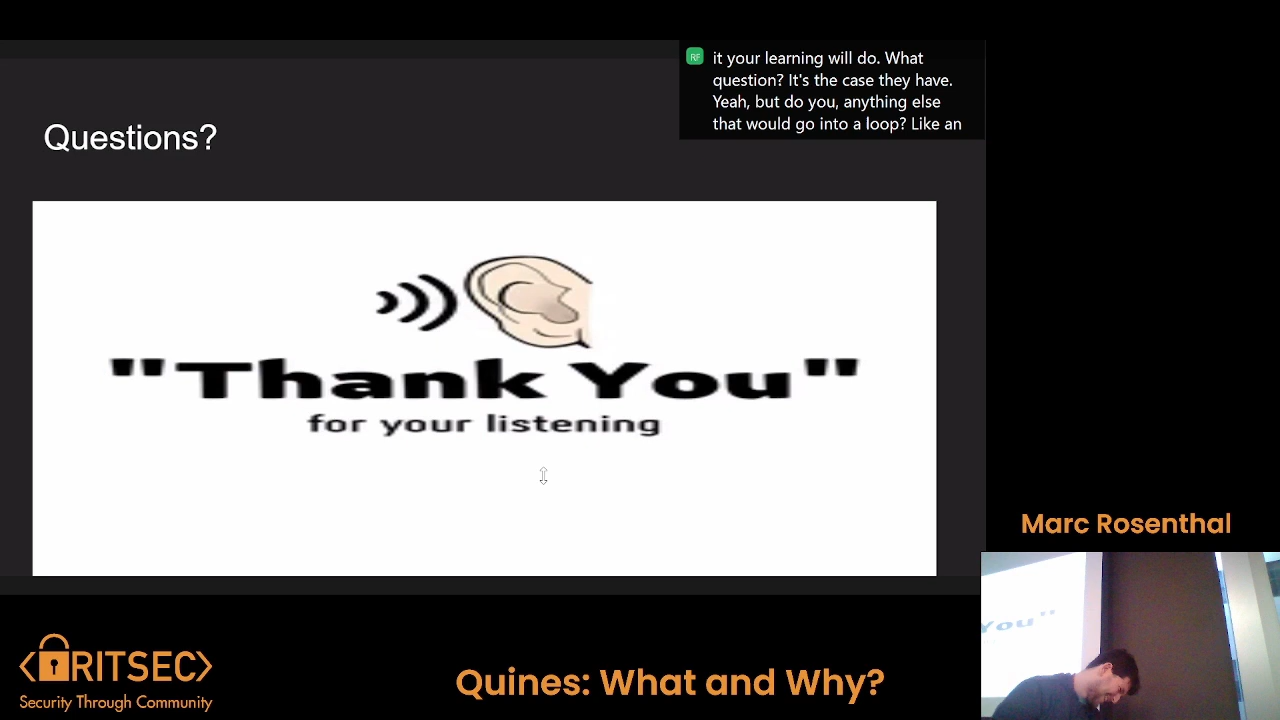 RF
it your learning will do. What
question? It's the case they have.
Yeah, but do you, anything else
that would go into a loop? Like an
Questions?
"Thank You"
for your listening
Marc Rosenthal
You"
<RITSEC>
Security Through Community
Quines: What and Why?